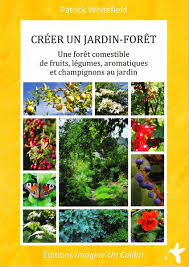 Patrick Whitefield
CRÉER UN JARDIN-FORÊT
Une forêt comestible
de fruits, légumes, aromatiques
et champignons au jardin
Éditions Imagine Un Colibri